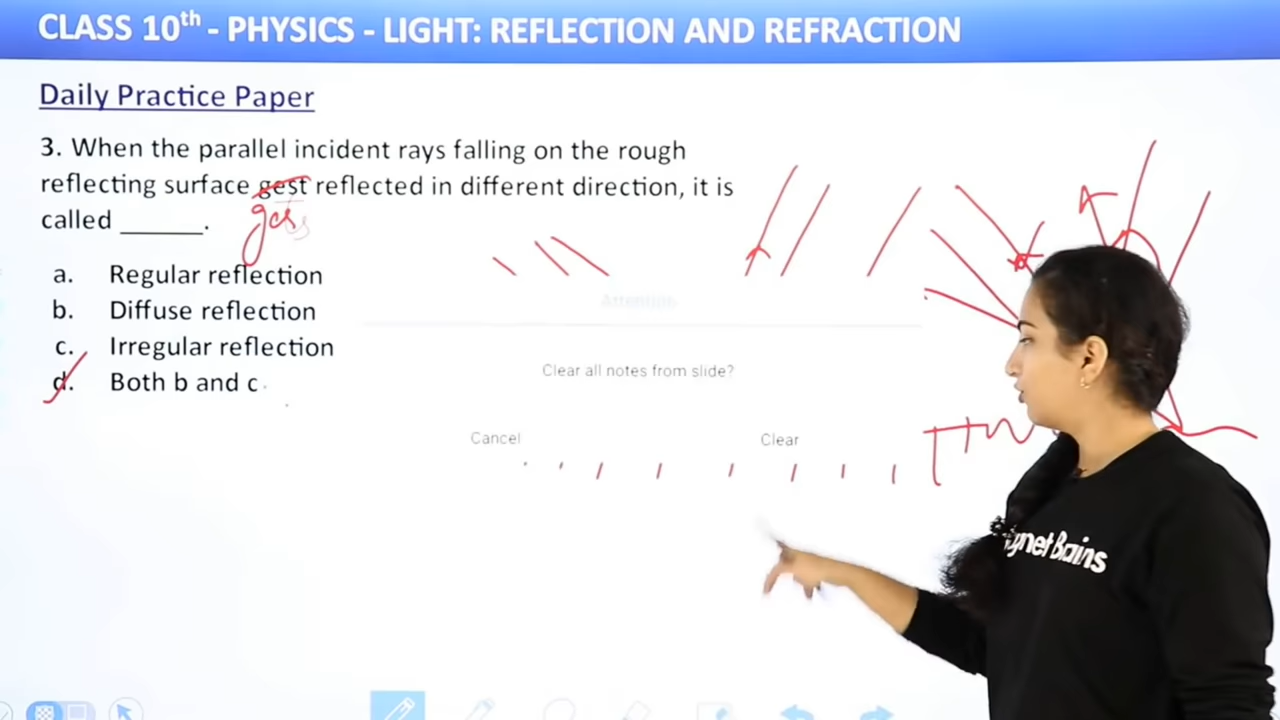 CLASS 10th - PHYSICS - LIGHT: REFLECTION AND REFRACTION
Daily Practice Paper
3. When the parallel incident rays falling on the rough
reflecting surface gest reflected in different direction, it is
called ______.
a. Regular reflection
b. Diffuse reflection
c. Irregular reflection
d. Both b and c
Attention
Clear all notes from slide?
Cancel
Clear
Brains